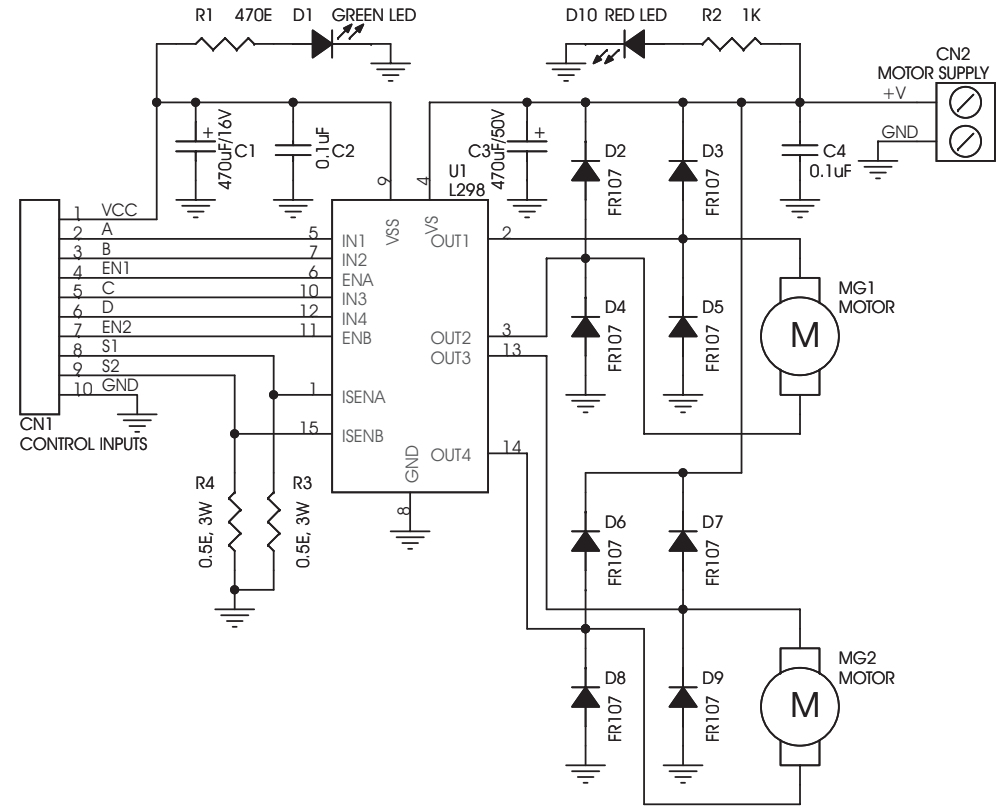 R1 470E D1 GREEN LED
D10 RED LED R2 1K
CN2
MOTOR SUPPLY
+V
GND
+
470uF/16V
C1
0.1uF
C2
C3
470uF/50V
+
D2
FR107
D3
FR107
C4
0.1uF
U1
L298
9
4
VSS
VS
1 VCC
2 A
3 B
4 EN1
5 C
6 D
7 EN2
8 S1
9 S2
10 GND
CN1
CONTROL INPUTS
5 IN1
7 IN2
6 ENA
10 IN3
12 IN4
11 ENB
1 ISENA
15 ISENB
OUT1 2
OUT2 3
OUT3 13
OUT4 14
GND
8
D4
FR107
D5
FR107
M
MG1
MOTOR
R4
0.5E, 3W
R3
0.5E, 3W
D6
FR107
D7
FR107
D8
FR107
D9
FR107
M
MG2
MOTOR